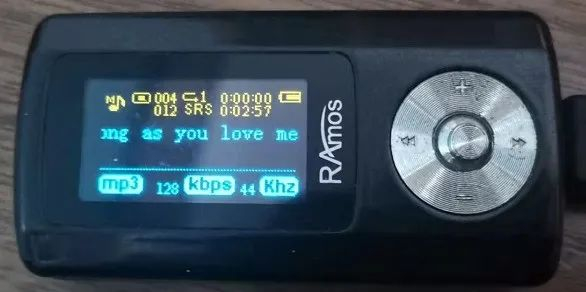 M 004 1 0:00:00
012 SRS 0:02:57
ong as you love me
mp3 128 kbps 44 Khz
RAmos
+
−